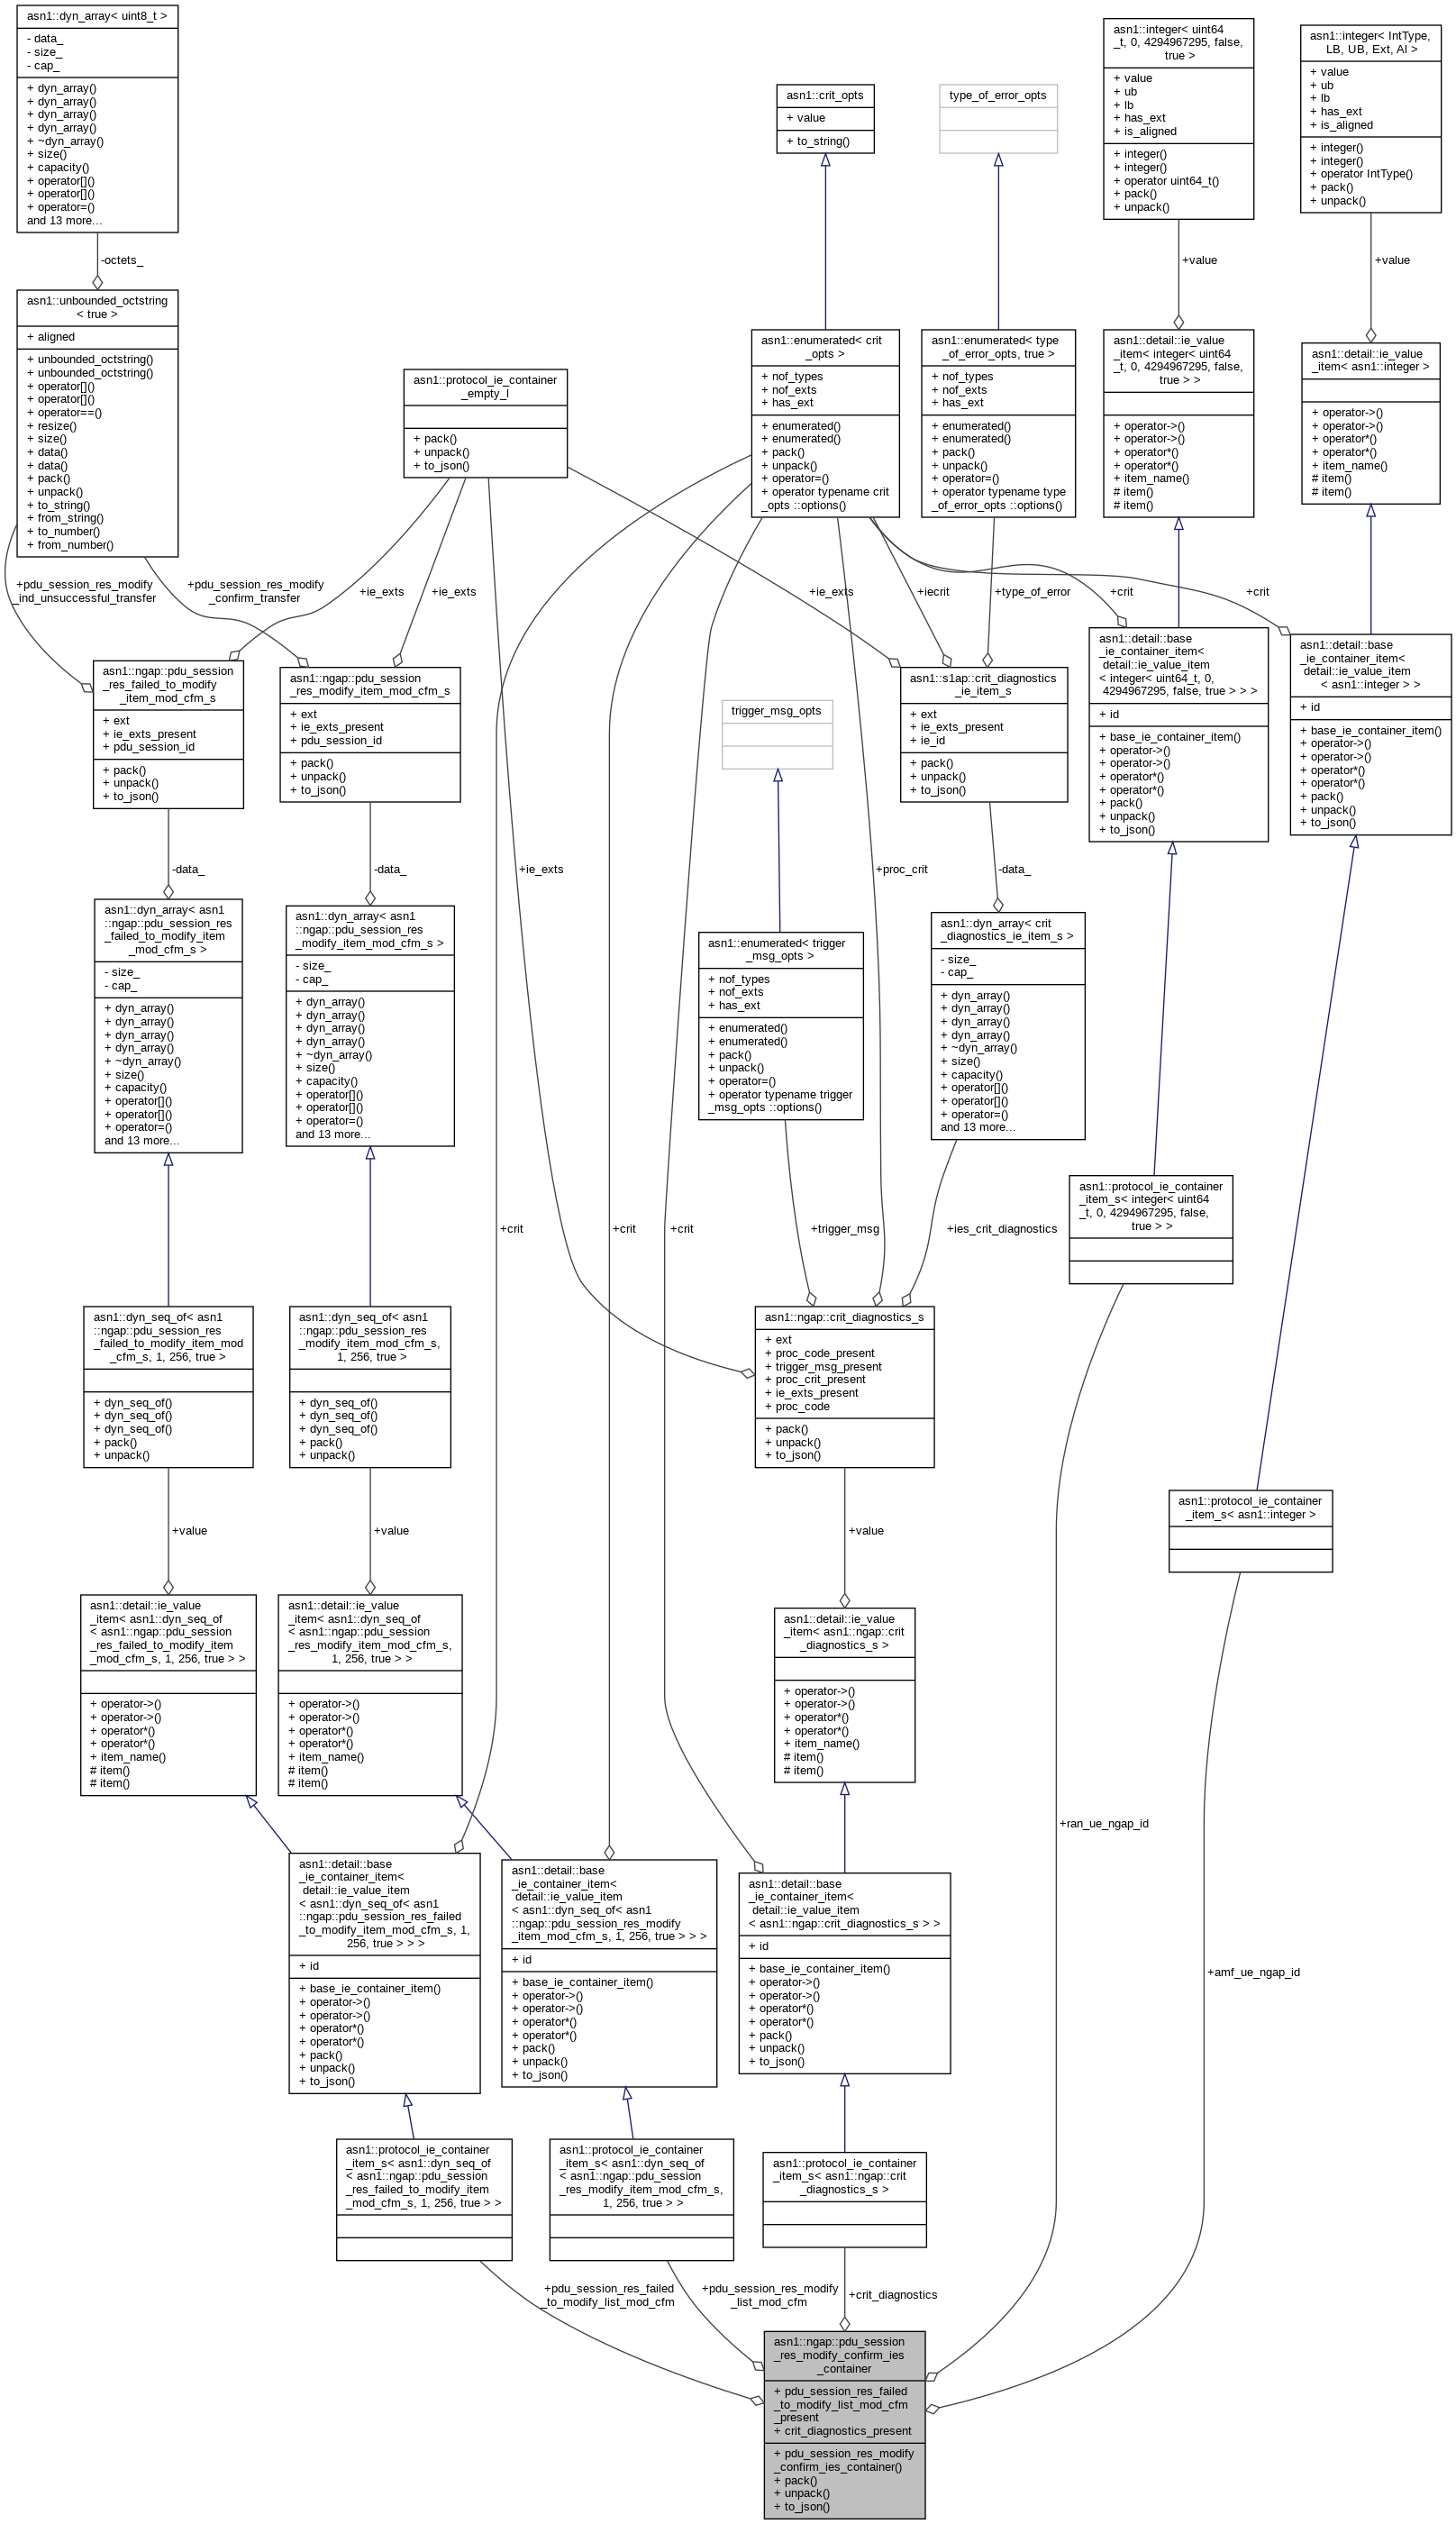 asn1::dyn_array< uint8_t >
- data_
- size_
- cap_
+ dyn_array()
+ dyn_array()
+ dyn_array()
+ dyn_array()
+ ~dyn_array()
+ size()
+ capacity()
+ operator[]()
+ operator[]()
+ operator=()
and 13 more...
asn1::crit_opts
+ value
+ to_string()
type_of_error_opts
asn1::integer< uint64
_t, 0, 4294967295, false,
true >
+ value
+ ub
+ lb
+ has_ext
+ is_aligned
+ integer()
+ integer()
+ operator uint64_t()
+ pack()
+ unpack()
asn1::integer< IntType,
LB, UB, Ext, Al >
+ value
+ ub
+ lb
+ has_ext
+ is_aligned
+ integer()
+ integer()
+ operator IntType()
+ pack()
+ unpack()
-octets_
+value
+value
asn1::unbounded_octstring
< true >
+ aligned
+ unbounded_octstring()
+ unbounded_octstring()
+ operator[]()
+ operator[]()
+ operator==()
+ resize()
+ size()
+ data()
+ data()
+ pack()
+ unpack()
+ to_string()
+ from_string()
+ to_number()
+ from_number()
asn1::protocol_ie_container
_empty_l
+ pack()
+ unpack()
+ to_json()
asn1::enumerated< crit
_opts >
+ nof_types
+ nof_exts
+ has_ext
+ enumerated()
+ enumerated()
+ pack()
+ unpack()
+ operator=()
+ operator typename crit
_opts ::options()
asn1::enumerated< type
_of_error_opts, true >
+ nof_types
+ nof_exts
+ has_ext
+ enumerated()
+ enumerated()
+ pack()
+ unpack()
+ operator=()
+ operator typename type
_of_error_opts ::options()
asn1::detail::ie_value
_item< integer< uint64
_t, 0, 4294967295, false,
true > >
+ operator->()
+ operator->()
+ operator*()
+ operator*()
+ item_name()
# item()
# item()
asn1::detail::ie_value
_item< asn1::integer >
+ operator->()
+ operator->()
+ operator*()
+ operator*()
+ item_name()
# item()
# item()
+pdu_session_res_modify
_ind_unsuccessful_transfer
+pdu_session_res_modify
_confirm_transfer
+ie_exts
+ie_exts
+ie_exts
+iecrit
+type_of_error
+crit
+crit
asn1::ngap::pdu_session
_res_failed_to_modify
_item_mod_cfm_s
+ ext
+ ie_exts_present
+ pdu_session_id
+ pack()
+ unpack()
+ to_json()
asn1::ngap::pdu_session
_res_modify_item_mod_cfm_s
+ ext
+ ie_exts_present
+ pdu_session_id
+ pack()
+ unpack()
+ to_json()
trigger_msg_opts
asn1::s1ap::crit_diagnostics
_ie_item_s
+ ext
+ ie_exts_present
+ ie_id
+ pack()
+ unpack()
+ to_json()
asn1::detail::base
_ie_container_item<
detail::ie_value_item
< integer< uint64_t, 0,
4294967295, false, true > > >
+ id
+ base_ie_container_item()
+ operator->()
+ operator->()
+ operator*()
+ operator*()
+ pack()
+ unpack()
+ to_json()
asn1::detail::base
_ie_container_item<
detail::ie_value_item
< asn1::integer > >
+ id
+ base_ie_container_item()
+ operator->()
+ operator->()
+ operator*()
+ operator*()
+ pack()
+ unpack()
+ to_json()
-data_
-data_
+ie_exts
+proc_crit
-data_
asn1::dyn_array< asn1
::ngap::pdu_session_res
_failed_to_modify_item
_mod_cfm_s >
- size_
- cap_
+ dyn_array()
+ dyn_array()
+ dyn_array()
+ dyn_array()
+ ~dyn_array()
+ size()
+ capacity()
+ operator[]()
+ operator[]()
+ operator=()
and 13 more...
asn1::dyn_array< asn1
::ngap::pdu_session_res
_modify_item_mod_cfm_s >
- size_
- cap_
+ dyn_array()
+ dyn_array()
+ dyn_array()
+ dyn_array()
+ ~dyn_array()
+ size()
+ capacity()
+ operator[]()
+ operator[]()
+ operator=()
and 13 more...
asn1::enumerated< trigger
_msg_opts >
+ nof_types
+ nof_exts
+ has_ext
+ enumerated()
+ enumerated()
+ pack()
+ unpack()
+ operator=()
+ operator typename trigger
_msg_opts ::options()
asn1::dyn_array< crit
_diagnostics_ie_item_s >
- size_
- cap_
+ dyn_array()
+ dyn_array()
+ dyn_array()
+ dyn_array()
+ ~dyn_array()
+ size()
+ capacity()
+ operator[]()
+ operator[]()
+ operator=()
and 13 more...
asn1::protocol_ie_container
_item_s< integer< uint64
_t, 0, 4294967295, false,
true > >
+crit
+crit
+crit
+trigger_msg
+ies_crit_diagnostics
asn1::dyn_seq_of< asn1
::ngap::pdu_session_res
_failed_to_modify_item_mod
_cfm_s, 1, 256, true >
+ dyn_seq_of()
+ dyn_seq_of()
+ dyn_seq_of()
+ pack()
+ unpack()
asn1::dyn_seq_of< asn1
::ngap::pdu_session_res
_modify_item_mod_cfm_s,
1, 256, true >
+ dyn_seq_of()
+ dyn_seq_of()
+ dyn_seq_of()
+ pack()
+ unpack()
asn1::ngap::crit_diagnostics_s
+ ext
+ proc_code_present
+ trigger_msg_present
+ proc_crit_present
+ ie_exts_present
+ proc_code
+ pack()
+ unpack()
+ to_json()
asn1::protocol_ie_container
_item_s< asn1::integer >
+value
+value
+value
asn1::detail::ie_value
_item< asn1::dyn_seq_of
< asn1::ngap::pdu_session
_res_failed_to_modify_item
_mod_cfm_s, 1, 256, true > >
+ operator->()
+ operator->()
+ operator*()
+ operator*()
+ item_name()
# item()
# item()
asn1::detail::ie_value
_item< asn1::dyn_seq_of
< asn1::ngap::pdu_session
_res_modify_item_mod_cfm_s,
1, 256, true > >
+ operator->()
+ operator->()
+ operator*()
+ operator*()
+ item_name()
# item()
# item()
asn1::detail::ie_value
_item< asn1::ngap::crit
_diagnostics_s >
+ operator->()
+ operator->()
+ operator*()
+ operator*()
+ item_name()
# item()
# item()
+ran_ue_ngap_id
asn1::detail::base
_ie_container_item<
detail::ie_value_item
< asn1::dyn_seq_of< asn1
::ngap::pdu_session_res_failed
_to_modify_item_mod_cfm_s, 1,
256, true > > >
+ id
+ base_ie_container_item()
+ operator->()
+ operator->()
+ operator*()
+ operator*()
+ pack()
+ unpack()
+ to_json()
asn1::detail::base
_ie_container_item<
detail::ie_value_item
< asn1::dyn_seq_of< asn1
::ngap::pdu_session_res_modify
_item_mod_cfm_s, 1, 256, true > > >
+ id
+ base_ie_container_item()
+ operator->()
+ operator->()
+ operator*()
+ operator*()
+ pack()
+ unpack()
+ to_json()
asn1::detail::base
_ie_container_item<
detail::ie_value_item
< asn1::ngap::crit_diagnostics_s > >
+ id
+ base_ie_container_item()
+ operator->()
+ operator->()
+ operator*()
+ operator*()
+ pack()
+ unpack()
+ to_json()
+amf_ue_ngap_id
asn1::protocol_ie_container
_item_s< asn1::dyn_seq_of
< asn1::ngap::pdu_session
_res_failed_to_modify_item
_mod_cfm_s, 1, 256, true > >
asn1::protocol_ie_container
_item_s< asn1::dyn_seq_of
< asn1::ngap::pdu_session
_res_modify_item_mod_cfm_s,
1, 256, true > >
asn1::protocol_ie_container
_item_s< asn1::ngap::crit
_diagnostics_s >
+pdu_session_res_failed
_to_modify_list_mod_cfm
+pdu_session_res_modify
_list_mod_cfm
+crit_diagnostics
asn1::ngap::pdu_session
_res_modify_confirm_ies
_container
+ pdu_session_res_failed
_to_modify_list_mod_cfm
_present
+ crit_diagnostics_present
+ pdu_session_res_modify
_confirm_ies_container()
+ pack()
+ unpack()
+ to_json()